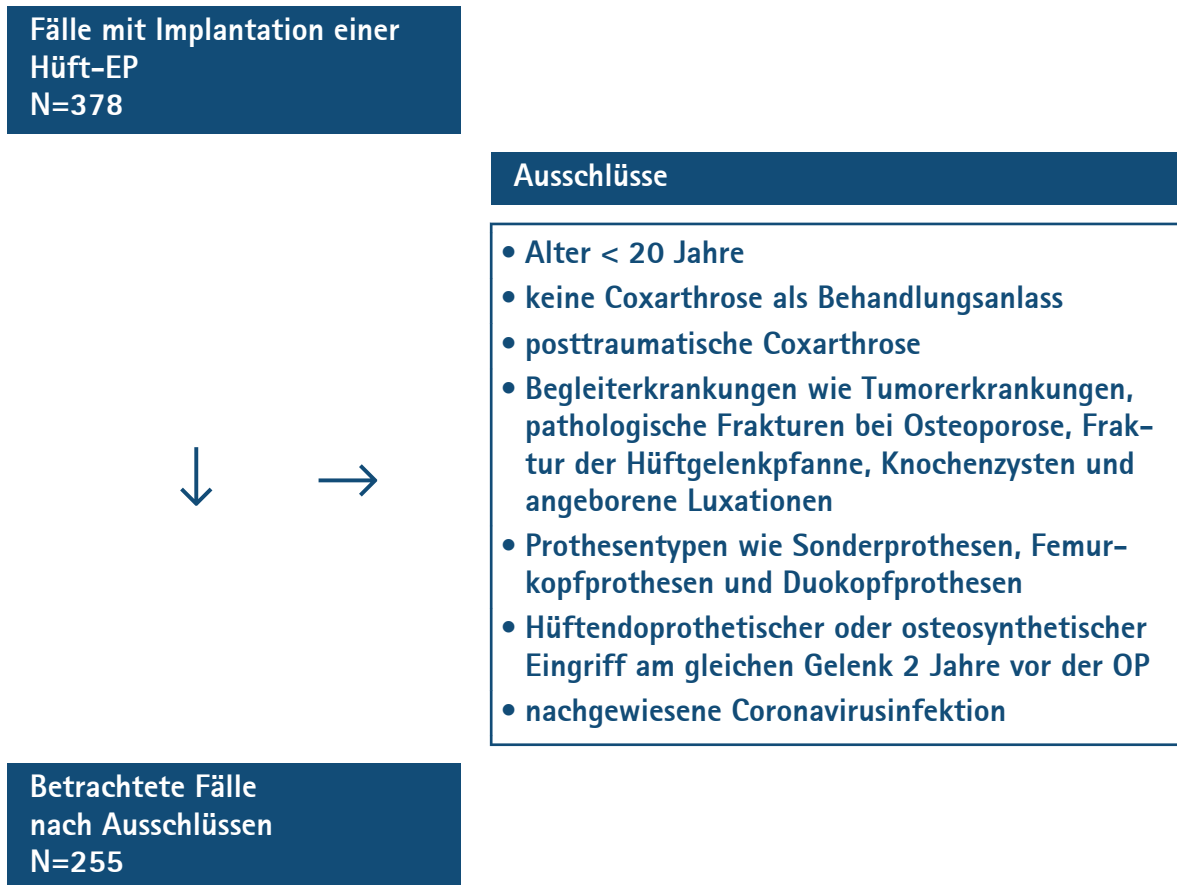 Fälle mit Implantation einer
Hüft-EP
N=378
Ausschlüsse
• Alter < 20 Jahre
• keine Coxarthrose als Behandlungsanlass
• posttraumatische Coxarthrose
• Begleiterkrankungen wie Tumorerkrankungen,
pathologische Frakturen bei Osteoporose, Frak-
tur der Hüftgelenkpfanne, Knochenzysten und
angeborene Luxationen
• Prothesentypen wie Sonderprothesen, Femur-
kopfprothesen und Duokopfprothesen
• Hüftendoprothetischer oder osteosynthetischer
Eingriff am gleichen Gelenk 2 Jahre vor der OP
• nachgewiesene Coronavirusinfektion
Betrachtete Fälle
nach Ausschlüssen
N=255